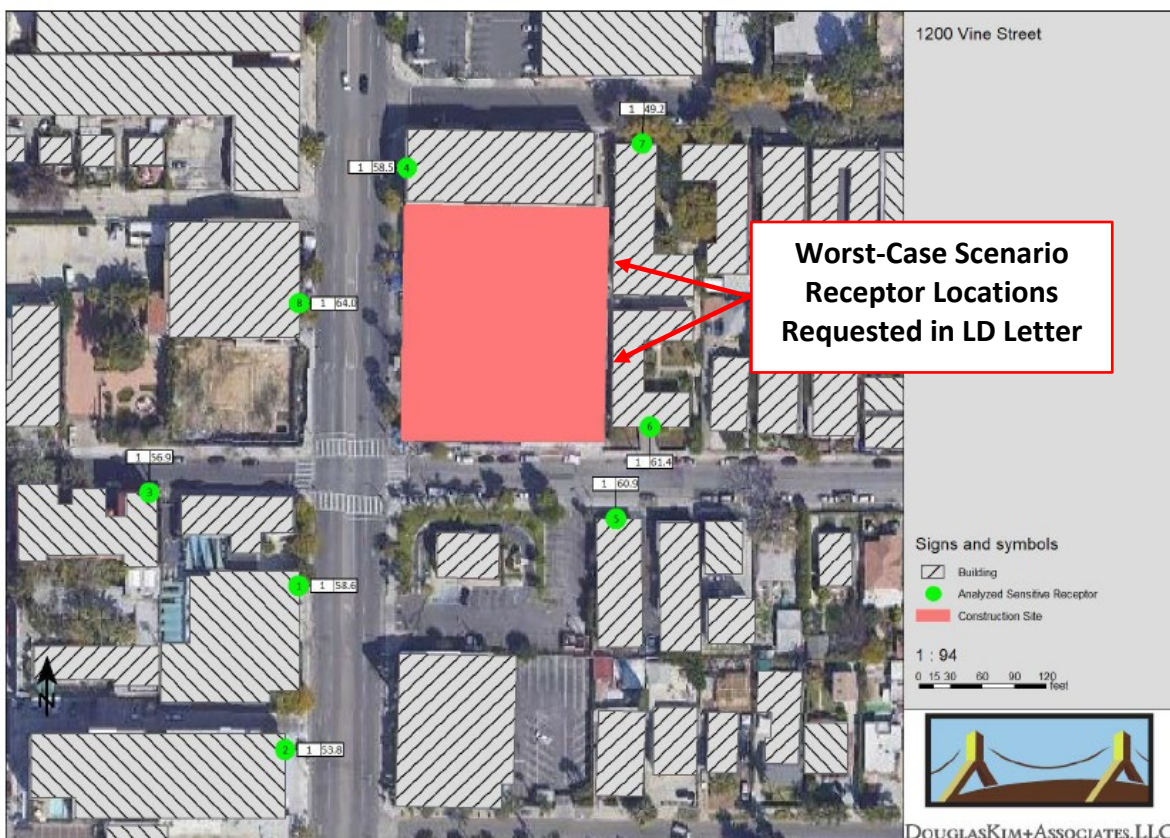 1200 Vine Street
1 49.2
7
1 58.5
4
Worst-Case Scenario
Receptor Locations
Requested in LD Letter
8
1 64.0
6
1 56.9
1 61.4
3
1 60.9
5
1
1 58.6
2
1 53.8
Signs and symbols
Building
Analyzed Sensitive Receptor
Construction Site
1 : 94
0 15 30 60 90 120
feet
N
DOUGLASKIM+ASSOCIATES,LLC